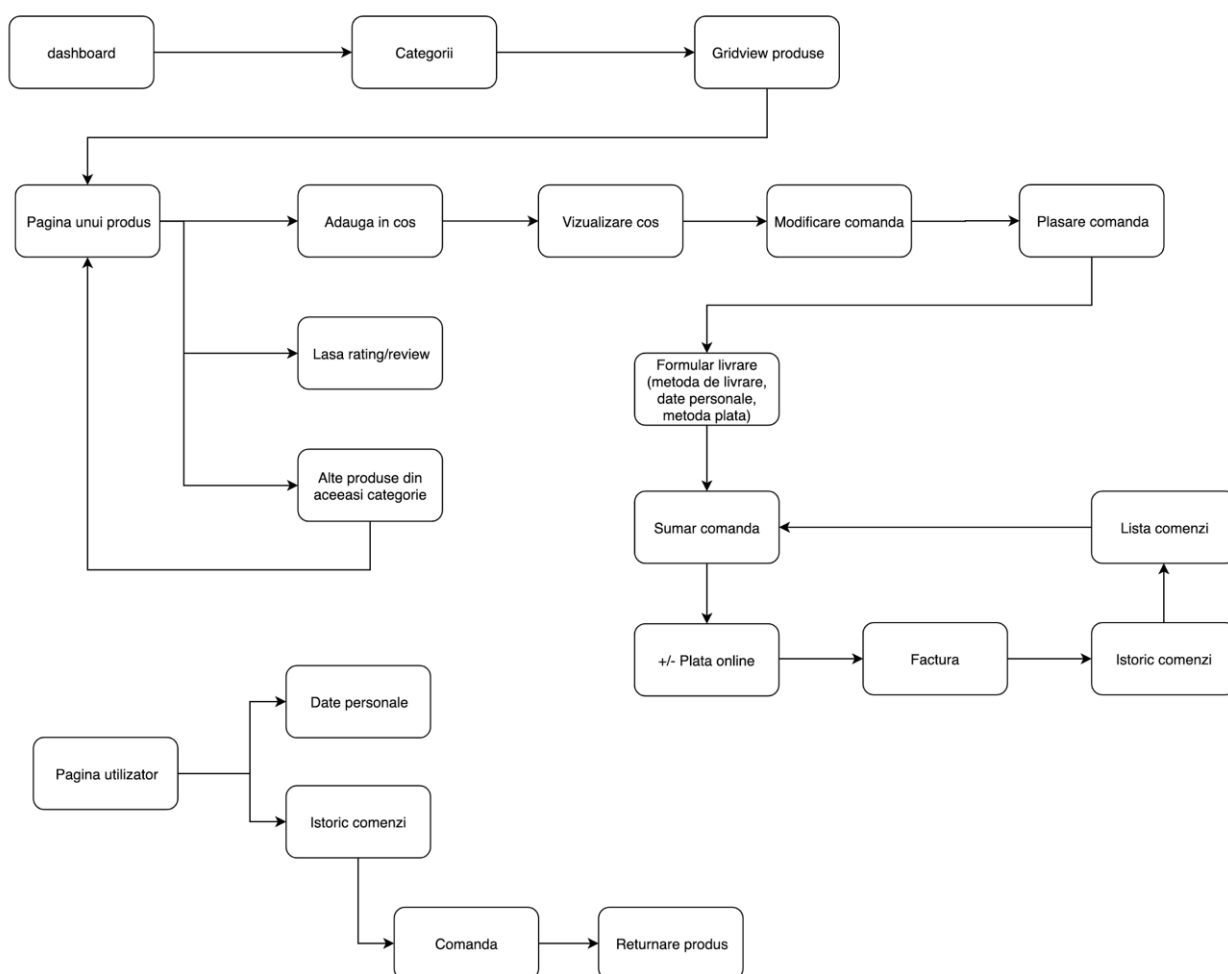 dashboard
Categorii
Gridview produse
Pagina unui produs
Adauga in cos
Vizualizare cos
Modificare comanda
Plasare comanda
Lasa rating/review
Formular livrare
(metoda de livrare,
date personale,
metoda plata)
Alte produse din
aceeasi categorie
Sumar comanda
Lista comenzi
+/- Plata online
Factura
Istoric comenzi
Date personale
Pagina utilizator
Istoric comenzi
Comanda
Returnare produs